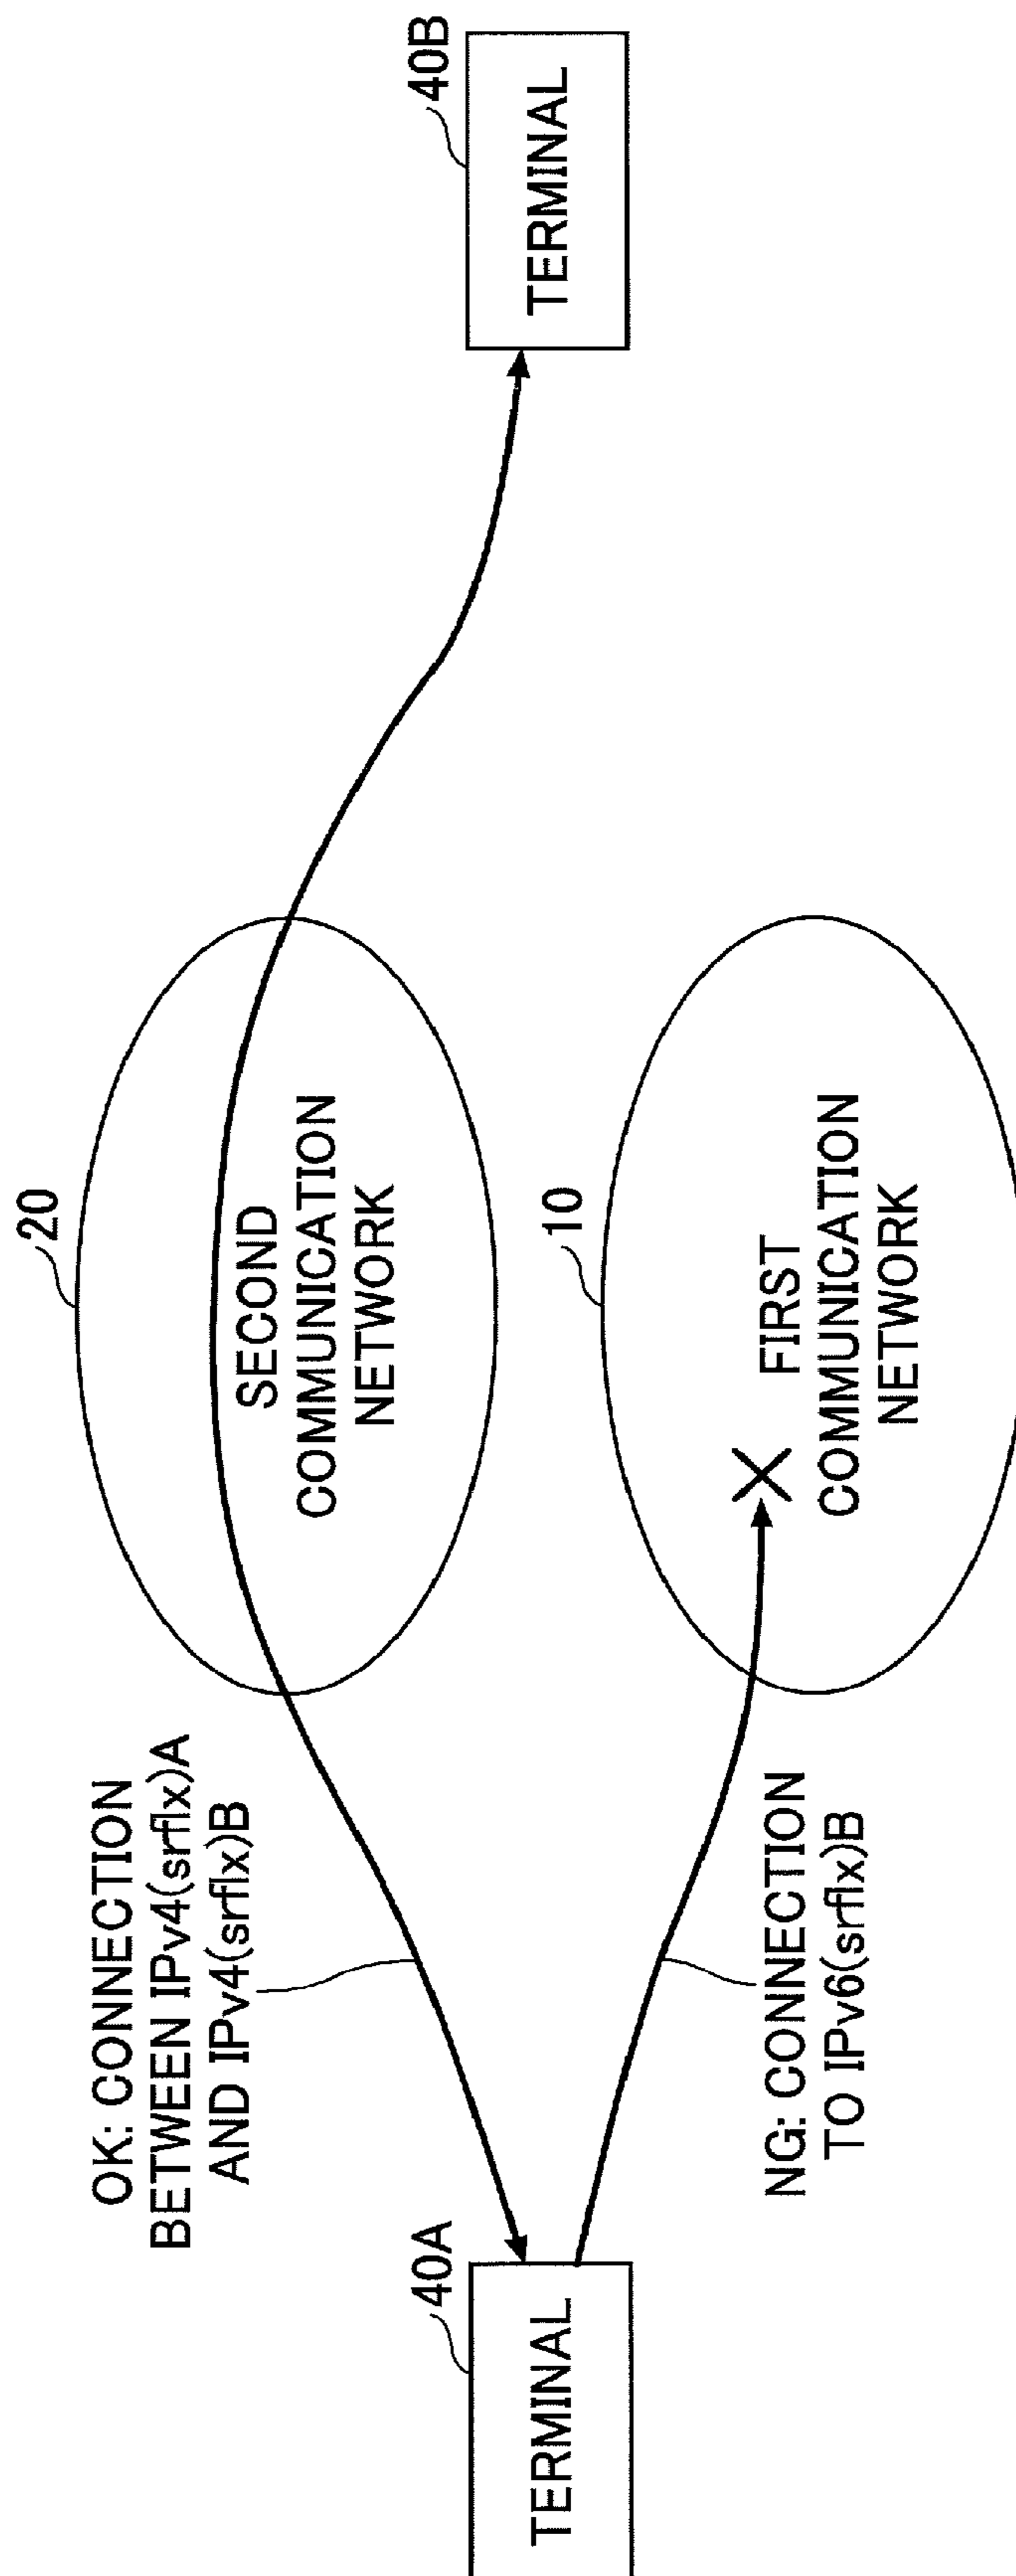 20
SECOND
COMMUNICATION
NETWORK
OK: CONNECTION
BETWEEN IPv4(srflx)A
AND IPv4(srflx)B
40A
TERMINAL
40B
TERMINAL
10
FIRST
COMMUNICATION
NETWORK
NG: CONNECTION
TO IPv6(srflx)B